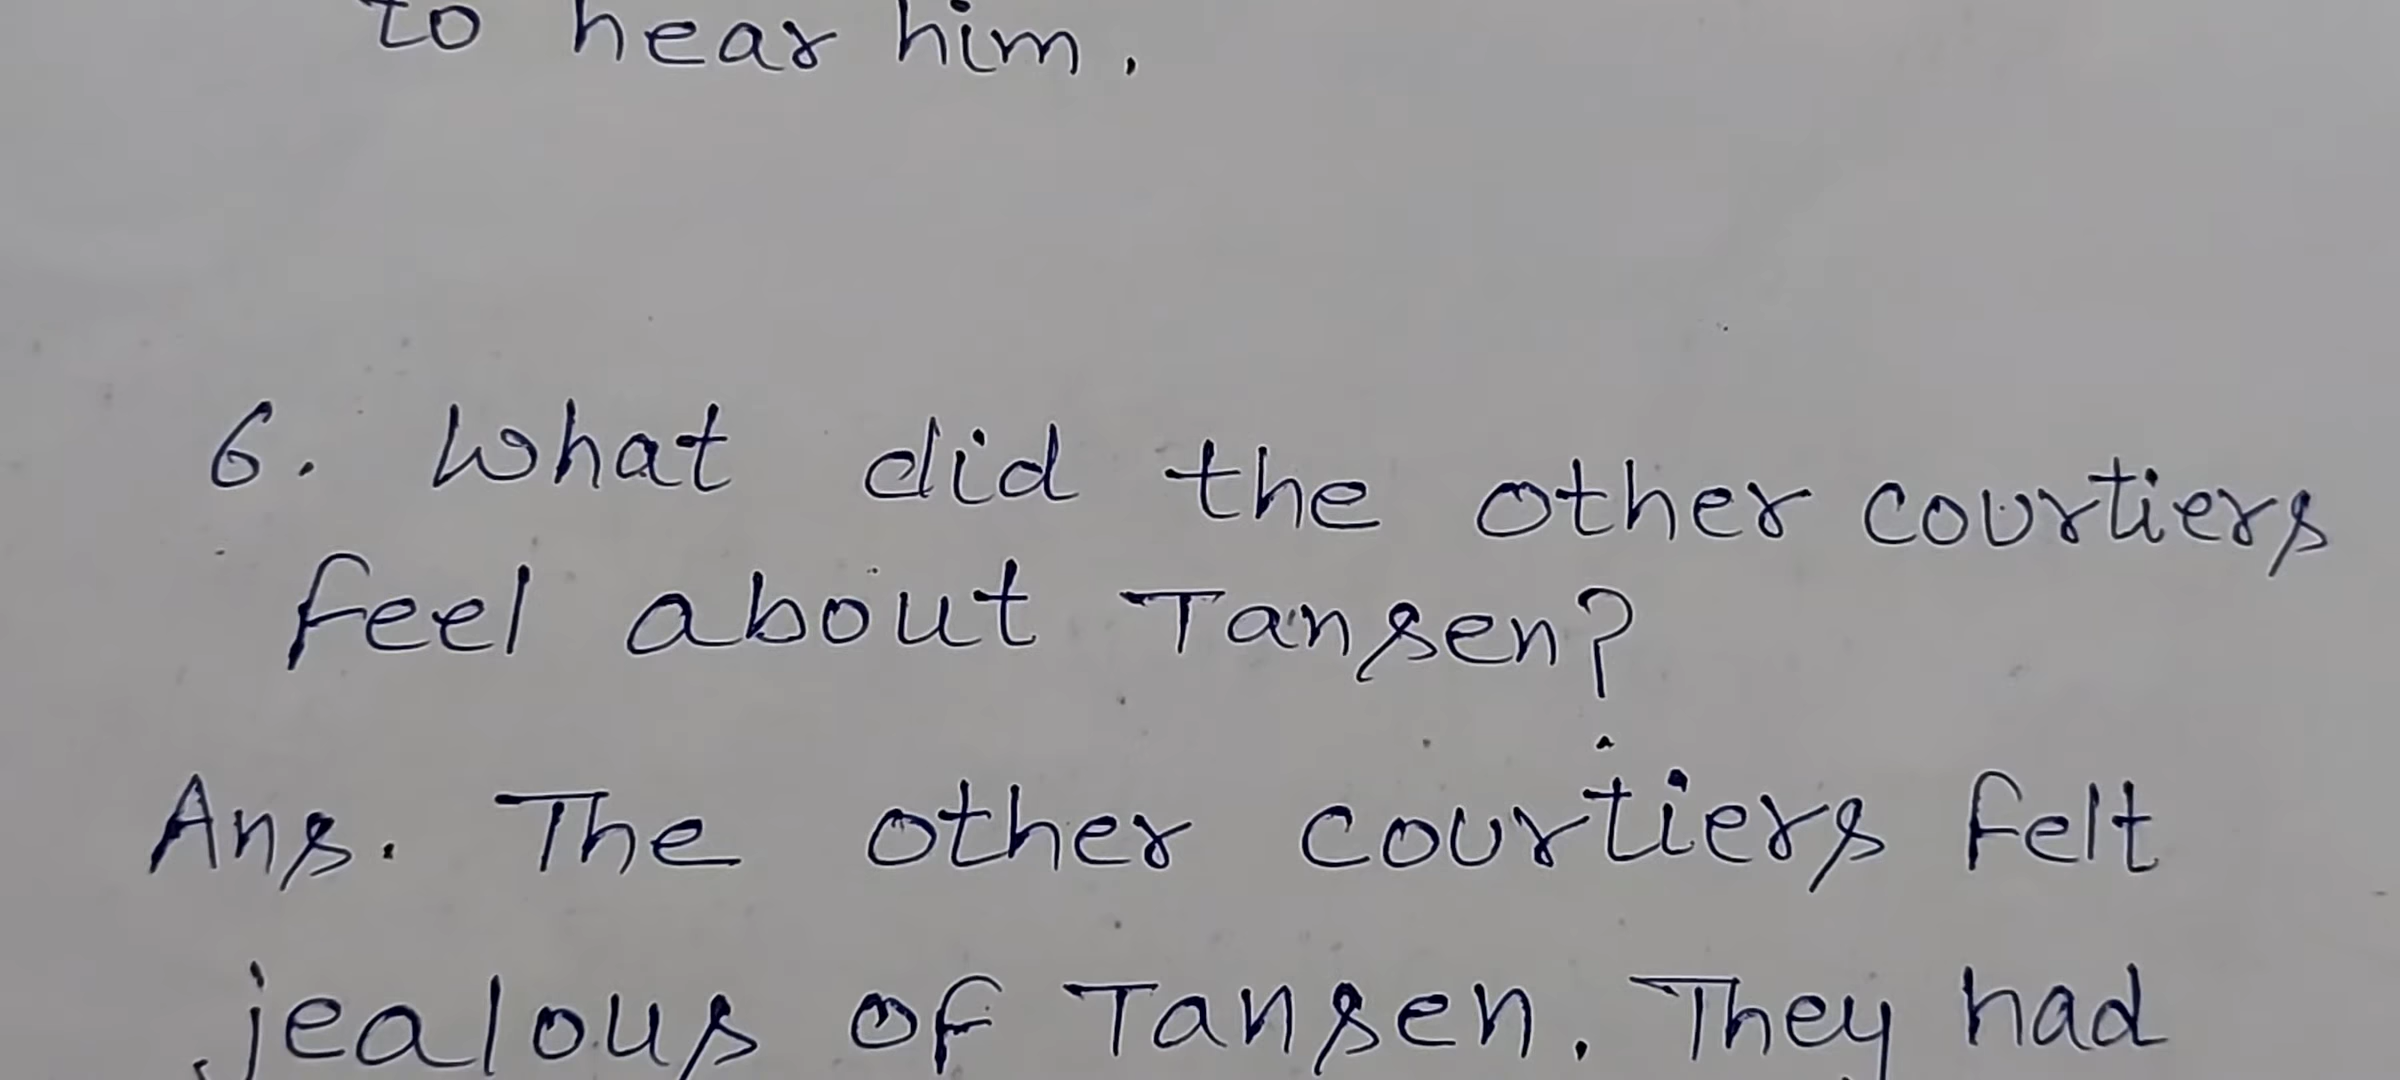 to hear him.
6. What did the other courtiers
feel about Tansen?
Ans. The other courtiers felt
jealous of Tansen. They had